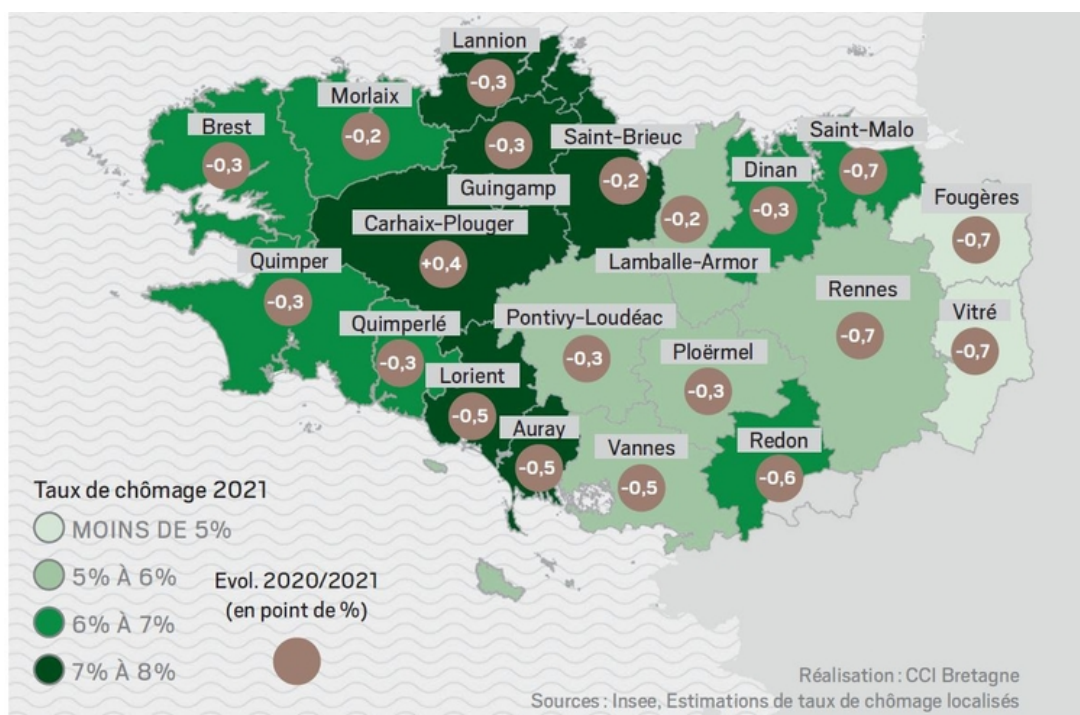 Lannion
-0,3
Morlaix
-0,2
Brest
-0,3
-0,3
Guingamp
Saint-Brieuc
-0,2
Saint-Malo
-0,7
Dinan
-0,3
Fougères
-0,7
Carhaix-Plouger
+0,4
-0,2
Lamballe-Armor
Quimper
-0,3
Rennes
-0,7
Vitré
-0,7
Quimperlé
-0,3
Pontivy-Loudéac
-0,3
Ploërmel
-0,3
Lorient
-0,5
Auray
-0,5
Vannes
-0,5
Redon
-0,6
Taux de chômage 2021
MOINS DE 5%
5% À 6%
6% À 7%
7% À 8%
Evol. 2020/2021
(en point de %)
Réalisation : CCI Bretagne
Sources : Insee, Estimations de taux de chômage localisés